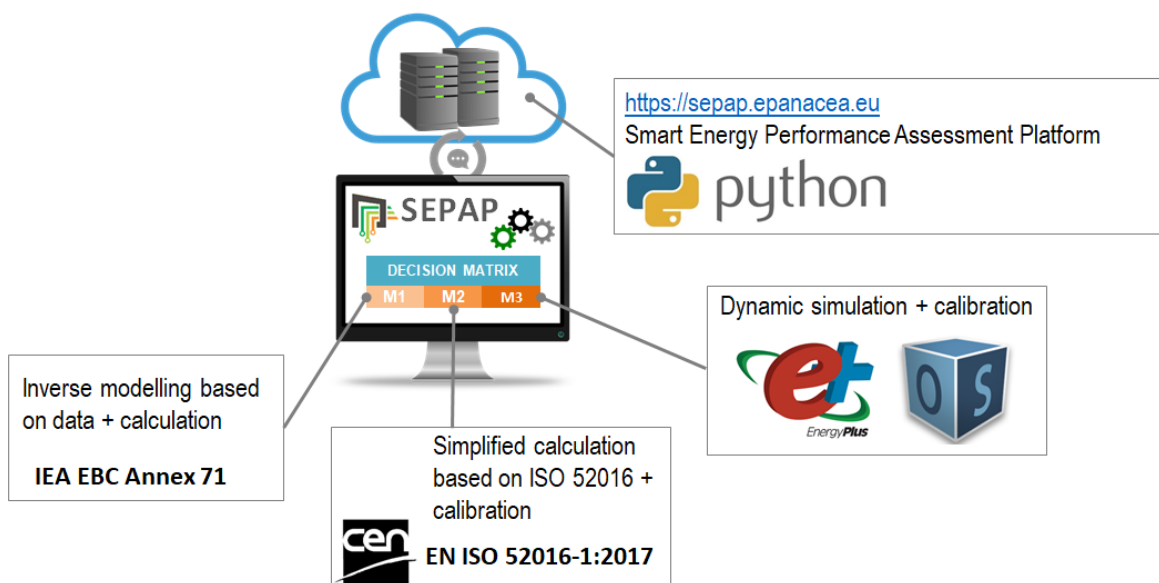 https://sepap.epanacea.eu
Smart Energy Performance Assessment Platform
python
SEPAP
DECISION MATRIX
M1 M2 M3
Dynamic simulation + calibration
e+
EnergyPlus
O S
Inverse modelling based
on data + calculation
IEA EBC Annex 71
Simplified calculation
based on ISO 52016 +
calibration
cen
EN ISO 52016-1:2017